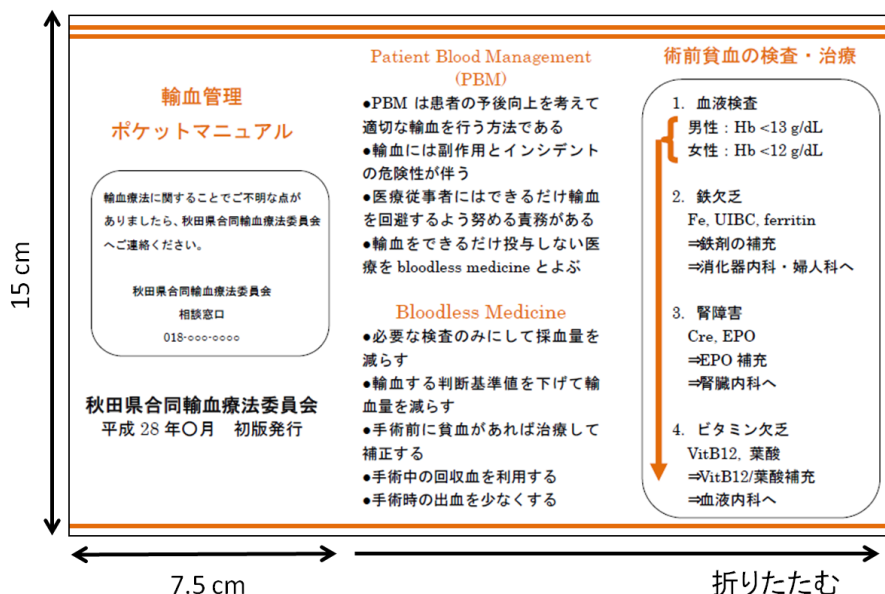 輸血管理
ポケットマニュアル
輸血療法に関することでご不明な点が
ありましたら、秋田県合同輸血療法委員会
へご連絡ください。
秋田県合同輸血療法委員会
相談窓口
018-○○○-○○○○
秋田県合同輸血療法委員会
平成 28 年〇月 初版発行
Patient Blood Management
(PBM)
●PBM は患者の予後向上を考えて
適切な輸血を行う方法である
●輸血には副作用とインシデント
の危険性が伴う
●医療従事者にはできるだけ輸血
を回避するよう努める責務がある
●輸血をできるだけ投与しない医
療を bloodless medicine とよぶ
Bloodless Medicine
●必要な検査のみにして採血量を
減らす
●輸血する判断基準値を下げて輸
血量を減らす
●手術前に貧血があれば治療して
補正する
●手術中の回収血を利用する
●手術時の出血を少なくする
術前貧血の検査・治療
1. 血液検査
男性：Hb <13 g/dL
女性：Hb <12 g/dL
2. 鉄欠乏
Fe, UIBC, ferritin
⇒鉄剤の補充
⇒消化器内科・婦人科へ
3. 腎障害
Cre, EPO
⇒EPO 補充
⇒腎臓内科へ
4. ビタミン欠乏
VitB12, 葉酸
⇒VitB12/葉酸補充
⇒血液内科へ
15 cm
7.5 cm
折りたたむ